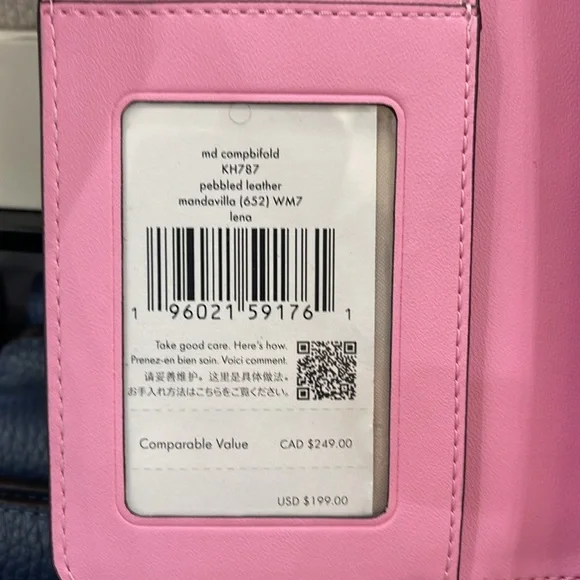 md compbifold
KH787
pebbled leather
mandavilla (652) WM7
lena
1 96021 59176 1
Take good care. Here's how.
Prenez-en bien soin. Voici comment.
请妥善维护。这里是具体做法。
お手入れ方法はこちらをご覧ください。
Comparable Value CAD $249.00
USD $199.00